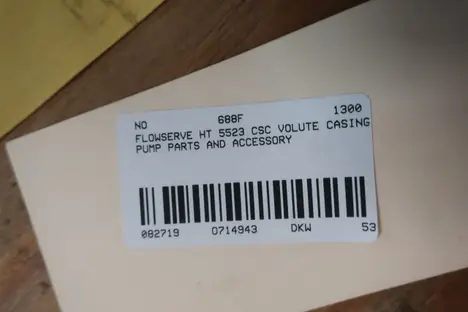 NO 688F 1300
FLOWSERVE HT 5523 CSC VOLUTE CASING
PUMP PARTS AND ACCESSORY
082719 0714943 DKW 53